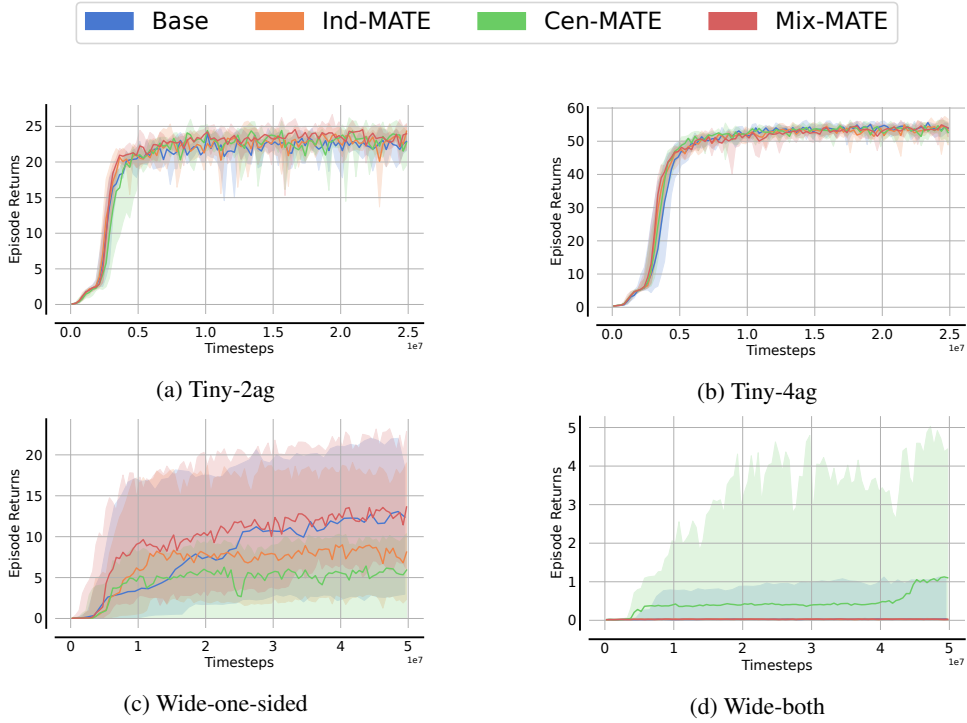 Base Ind-MATE Cen-MATE Mix-MATE
25
20
15
10
5
0
Episode Returns
0.0 0.5 1.0 1.5 2.0 2.5
Timesteps
1e7
(a) Tiny-2ag
60
50
40
30
20
10
0
Episode Returns
0.0 0.5 1.0 1.5 2.0 2.5
Timesteps
1e7
(b) Tiny-4ag
20
15
10
5
0
Episode Returns
0 1 2 3 4 5
Timesteps
1e7
(c) Wide-one-sided
5
4
3
2
1
0
Episode Returns
0 1 2 3 4 5
Timesteps
1e7
(d) Wide-both